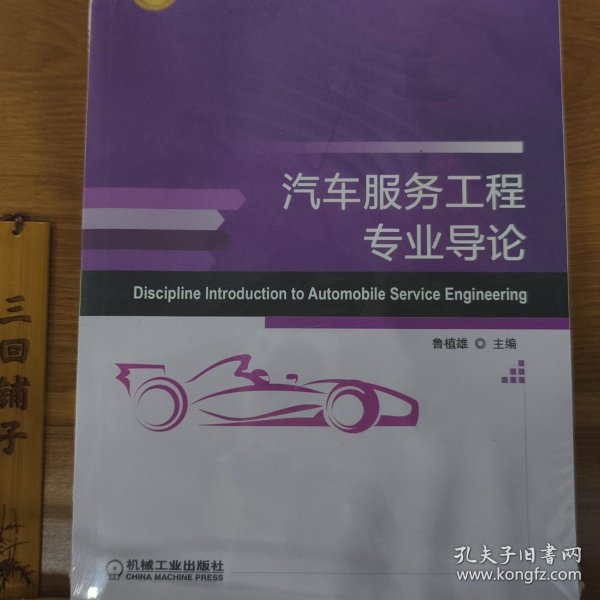 汽车服务工程
专业导论
Discipline Introduction to Automobile Service Engineering
鲁植雄 ◎ 主编
三回铺子
机械工业出版社
CHINA MACHINE PRESS
孔夫子旧书网
www.kongfz.com